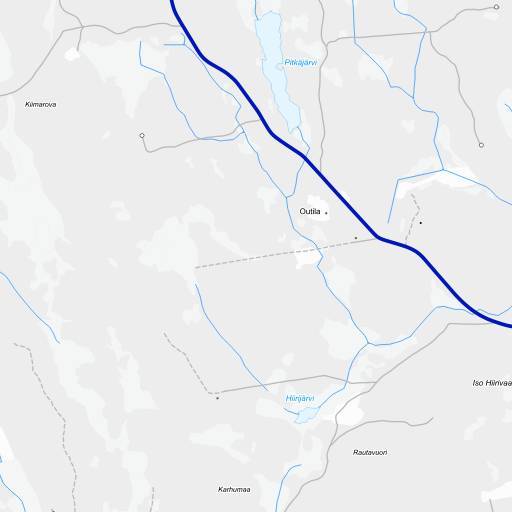 Pitkäjärvi
Kiimarova
Outila
Iso Hiirivaa
Hiirijärvi
Rautavuori
Karhumaa